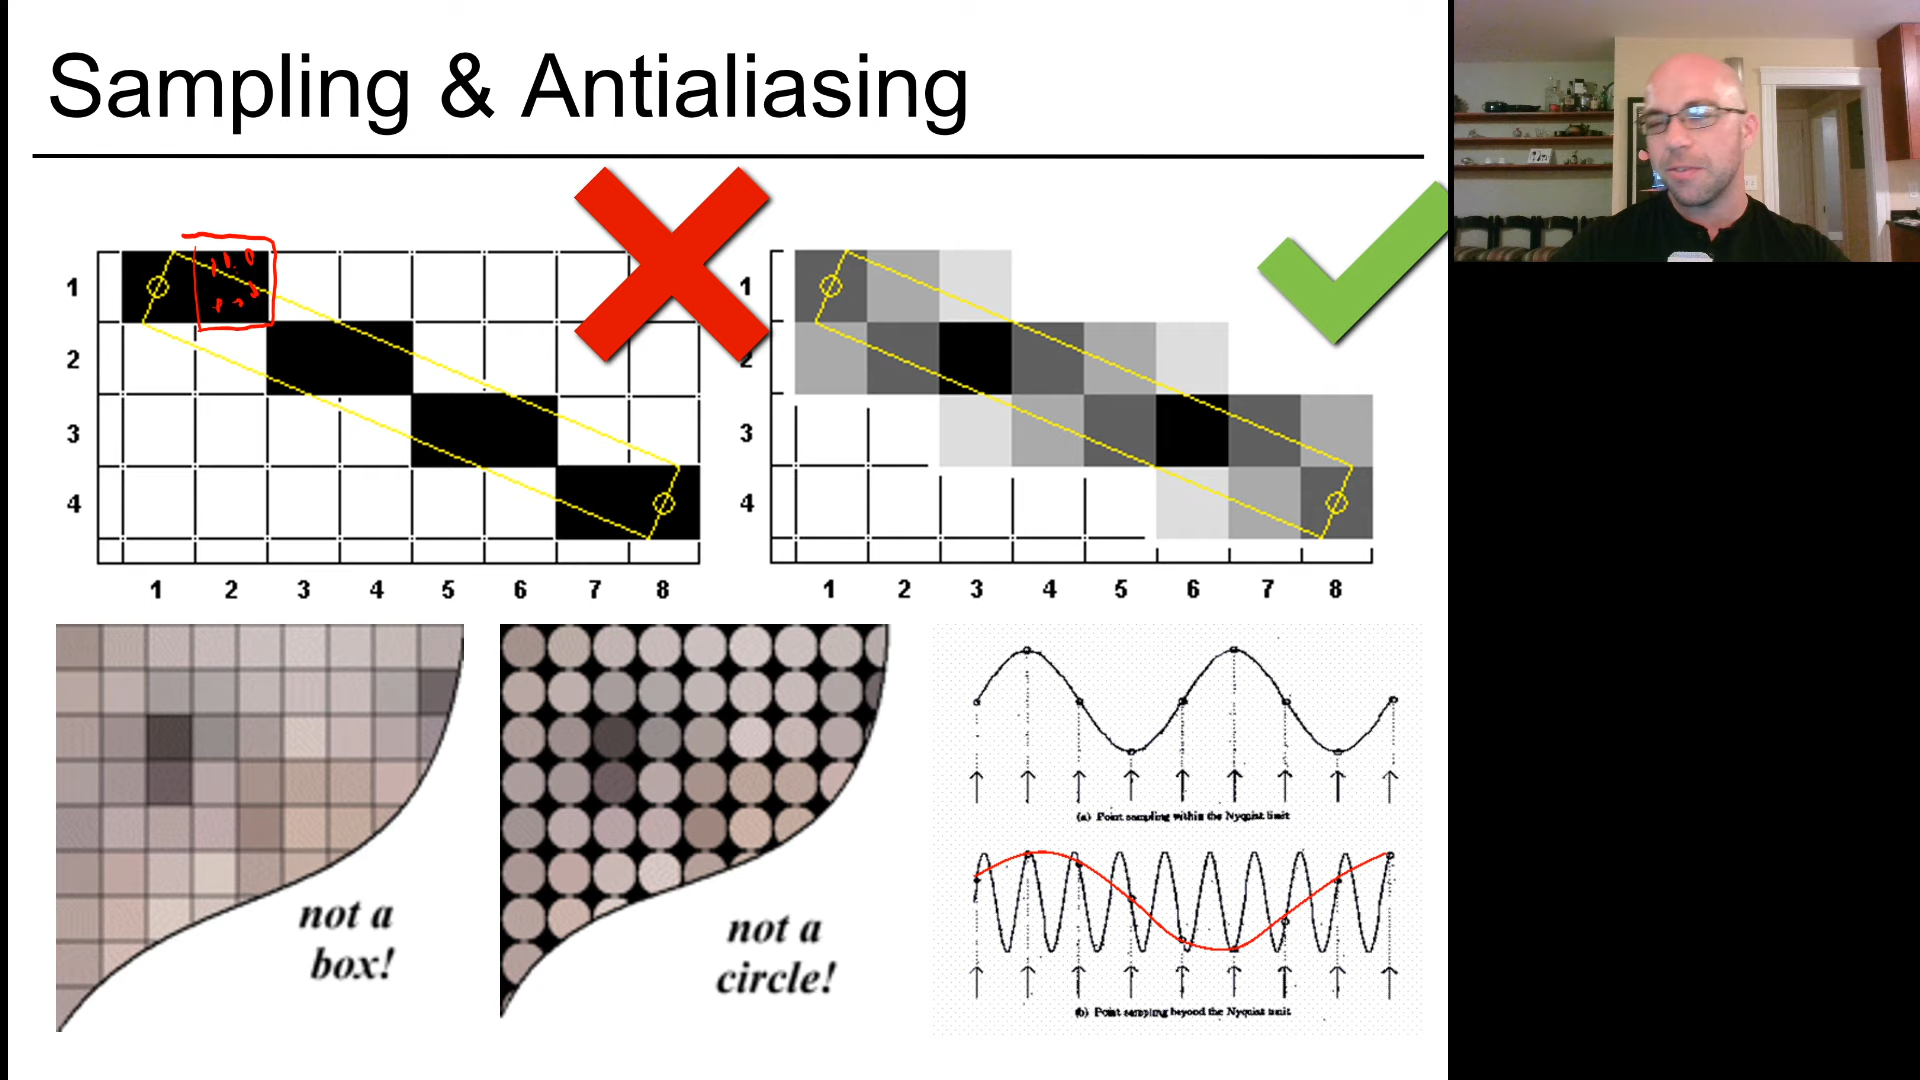 Sampling & Antialiasing
1
2
3
4
1 2 3 4 5 6 7 8
1
2
3
4
1 2 3 4 5 6 7 8
not a
box!
not a
circle!
(a) Point sampling within the Nyquist limit
(b) Point sampling beyond the Nyquist limit